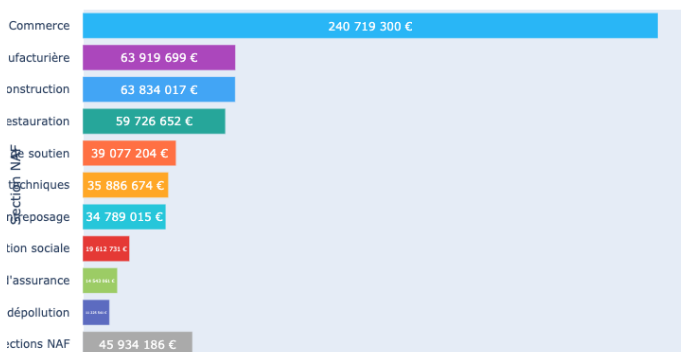 Commerce 240 719 300 €
ufacturière 63 919 699 €
onstruction 63 834 017 €
estauration 59 726 652 €
de soutien 39 077 204 €
techniques 35 886 674 €
ntreposage 34 789 015 €
tion sociale 19 612 731 €
l'assurance
dépollution
ections NAF 45 934 186 €
Section NAF